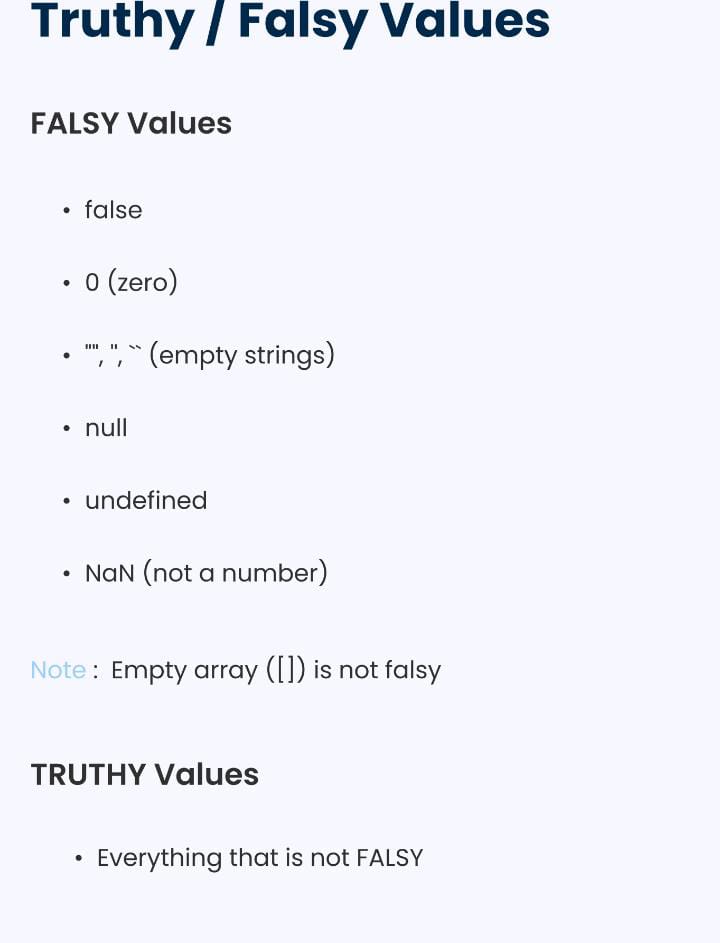 Truthy / Falsy Values
FALSY Values
• false
• 0 (zero)
• "", '', `` (empty strings)
• null
• undefined
• NaN (not a number)
Note : Empty array ([]) is not falsy
TRUTHY Values
• Everything that is not FALSY